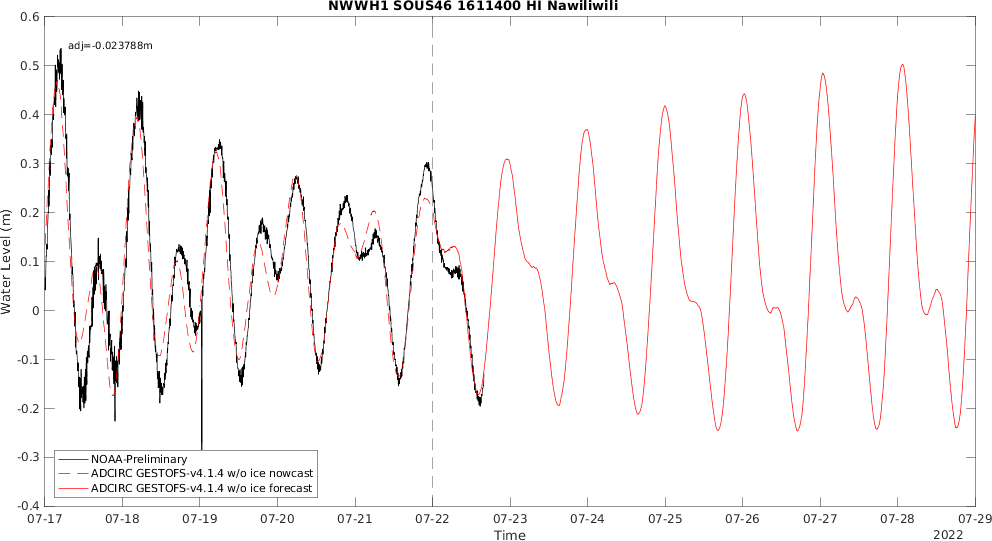 NWWH1 SOUS46 1611400 HI Nawiliwili
adj=-0.023788m
0.6
0.5
0.4
0.3
0.2
0.1
0
-0.1
-0.2
-0.3
-0.4
Water Level (m)
NOAA-Preliminary
ADCIRC GESTOFS-v4.1.4 w/o ice nowcast
ADCIRC GESTOFS-v4.1.4 w/o ice forecast
07-17 07-18 07-19 07-20 07-21 07-22 07-23 07-24 07-25 07-26 07-27 07-28 07-29
Time
2022